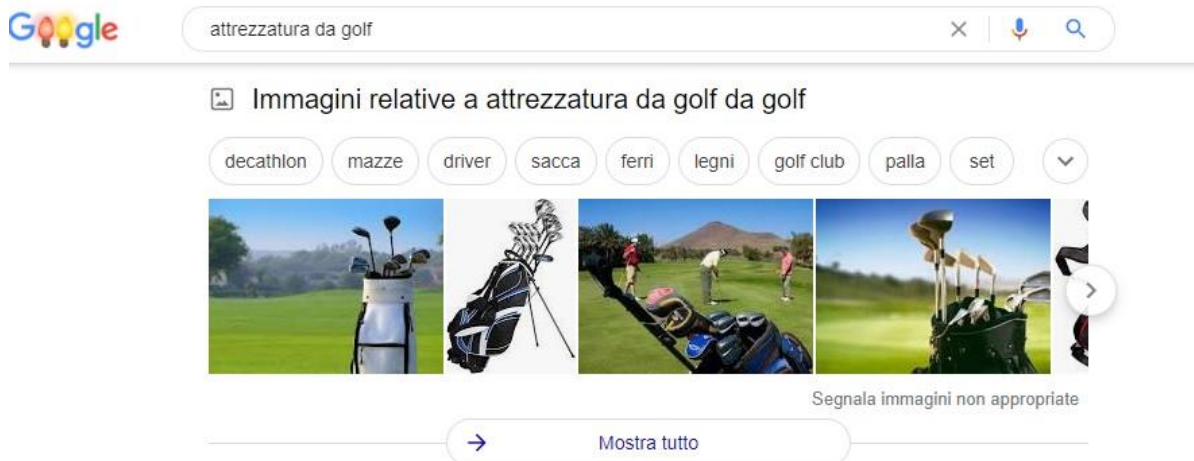 Google
attrezzatura da golf
Immagini relative a attrezzatura da golf da golf
decathlon mazze driver sacca ferri legni golf club palla set
Segnala immagini non appropriate
Mostra tutto